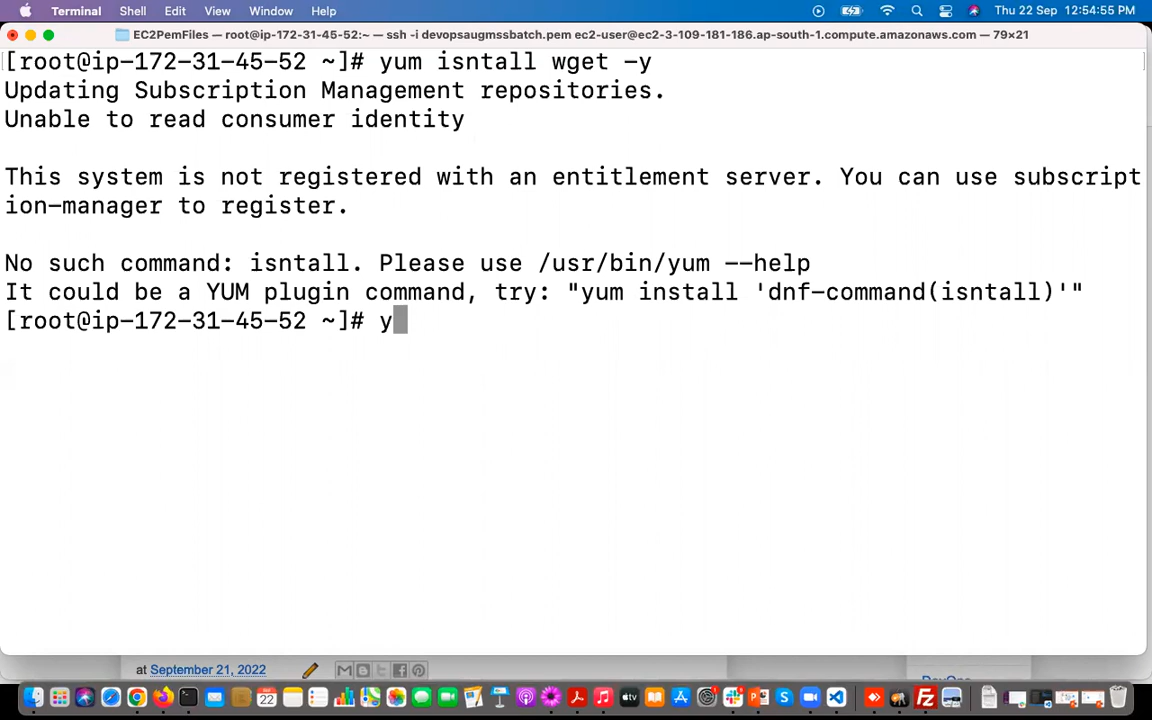 Terminal Shell Edit View Window Help Thu 22 Sep 12:54:55 PM
EC2PemFiles — root@ip-172-31-45-52:~ — ssh -i devopsaugmssbatch.pem ec2-user@ec2-3-109-181-186.ap-south-1.compute.amazonaws.com — 79×21
[root@ip-172-31-45-52 ~]# yum isntall wget -y
Updating Subscription Management repositories.
Unable to read consumer identity
This system is not registered with an entitlement server. You can use subscript
ion-manager to register.
No such command: isntall. Please use /usr/bin/yum --help
It could be a YUM plugin command, try: "yum install 'dnf-command(isntall)'"
[root@ip-172-31-45-52 ~]# y
at September 21, 2022